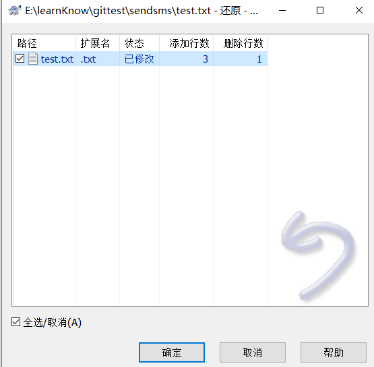 E:\learnKnow\gittest\sendsms\test.txt - 还原 - ...
路径 扩展名 状态 添加行数 删除行数
test.txt .txt 已修改 3 1
全选/取消(A)
确定 取消 帮助